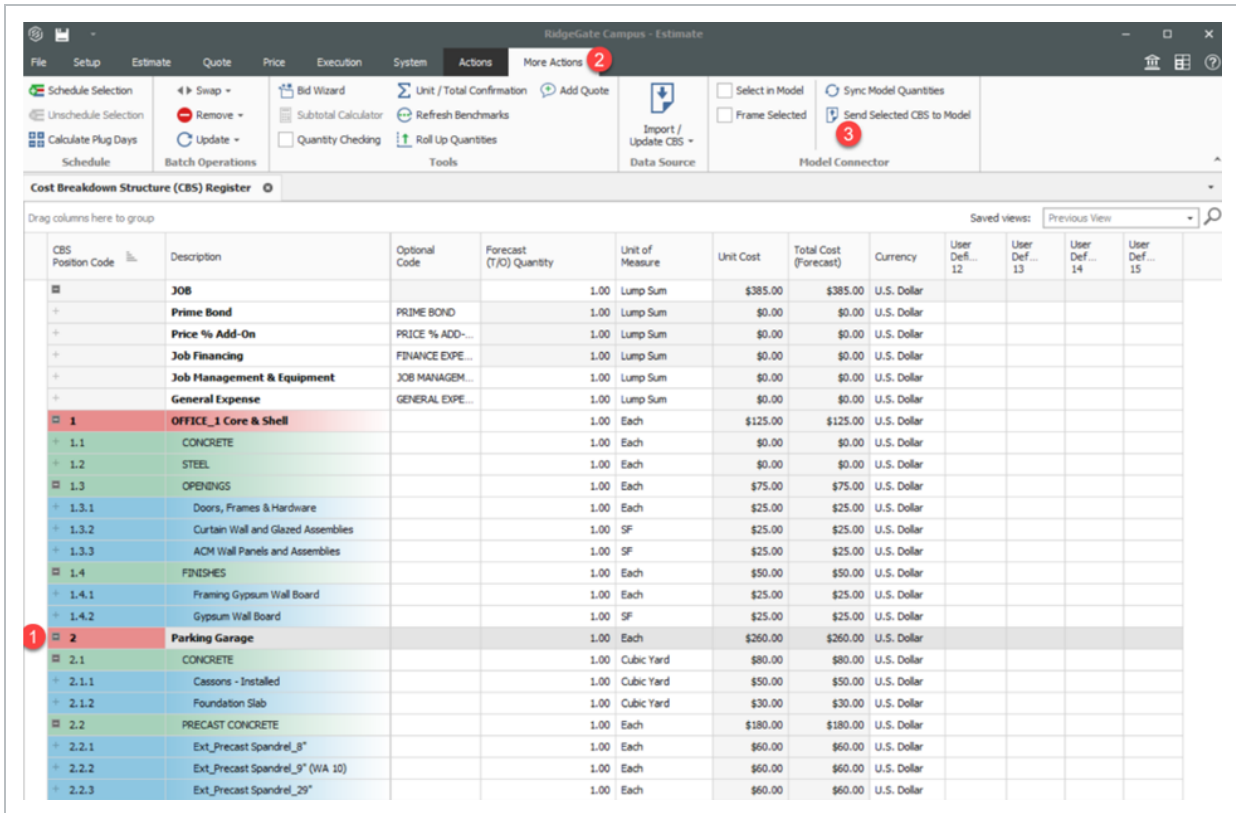 RidgeGate Campus - Estimate
File Setup Estimate Quote Price Execution System Actions More Actions 2
Schedule Selection Swap Bid Wizard Unit / Total Confirmation Add Quote Select in Model Sync Model Quantities
Unschedule Selection Remove Subtotal Calculator Refresh Benchmarks Frame Selected Send Selected CBS to Model
Calculate Plug Days Update Quantity Checking Roll Up Quantities Import / Update CBS 3
Schedule Batch Operations Tools Data Source Model Connector
Cost Breakdown Structure (CBS) Register
Drag columns here to group Saved views: Previous View
CBS Position Code Description Optional Code Forecast (T/O) Quantity Unit of Measure Unit Cost Total Cost (Forecast) Currency User Defi... 12 User Def... 13 User Def... 14 User Def... 15
JOB 1.00 Lump Sum $385.00 $385.00 U.S. Dollar
Prime Bond PRIME BOND 1.00 Lump Sum $0.00 $0.00 U.S. Dollar
Price % Add-On PRICE % ADD-... 1.00 Lump Sum $0.00 $0.00 U.S. Dollar
Job Financing FINANCE EXPE... 1.00 Lump Sum $0.00 $0.00 U.S. Dollar
Job Management & Equipment JOB MANAGEM... 1.00 Lump Sum $0.00 $0.00 U.S. Dollar
General Expense GENERAL EXPE... 1.00 Lump Sum $0.00 $0.00 U.S. Dollar
1 OFFICE_1 Core & Shell 1.00 Each $125.00 $125.00 U.S. Dollar
1.1 CONCRETE 1.00 Each $0.00 $0.00 U.S. Dollar
1.2 STEEL 1.00 Each $0.00 $0.00 U.S. Dollar
1.3 OPENINGS 1.00 Each $75.00 $75.00 U.S. Dollar
1.3.1 Doors, Frames & Hardware 1.00 Each $25.00 $25.00 U.S. Dollar
1.3.2 Curtain Wall and Glazed Assemblies 1.00 SF $25.00 $25.00 U.S. Dollar
1.3.3 ACM Wall Panels and Assemblies 1.00 SF $25.00 $25.00 U.S. Dollar
1.4 FINISHES 1.00 Each $50.00 $50.00 U.S. Dollar
1.4.1 Framing Gypsum Wall Board 1.00 Each $25.00 $25.00 U.S. Dollar
1.4.2 Gypsum Wall Board 1.00 SF $25.00 $25.00 U.S. Dollar
1 2 Parking Garage 1.00 Each $260.00 $260.00 U.S. Dollar
2.1 CONCRETE 1.00 Cubic Yard $80.00 $80.00 U.S. Dollar
2.1.1 Cassons - Installed 1.00 Cubic Yard $50.00 $50.00 U.S. Dollar
2.1.2 Foundation Slab 1.00 Cubic Yard $30.00 $30.00 U.S. Dollar
2.2 PRECAST CONCRETE 1.00 Each $180.00 $180.00 U.S. Dollar
2.2.1 Ext_Precast Spandrel_8" 1.00 Each $60.00 $60.00 U.S. Dollar
2.2.2 Ext_Precast Spandrel_9" (WA 10) 1.00 Each $60.00 $60.00 U.S. Dollar
2.2.3 Ext_Precast Spandrel_29" 1.00 Each $60.00 $60.00 U.S. Dollar